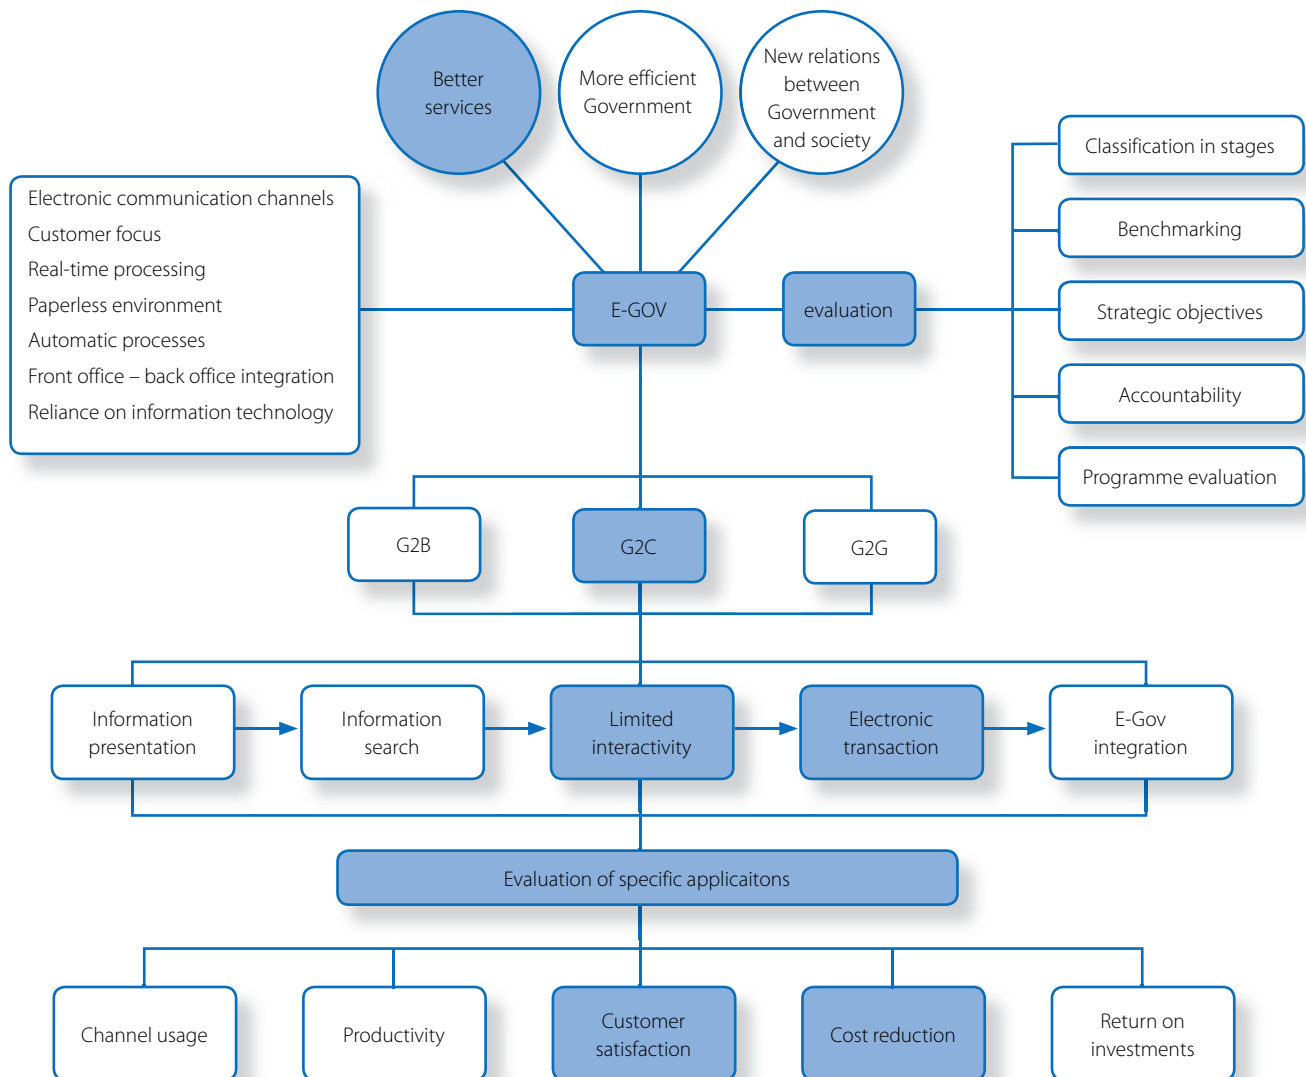 Better
services
More efficient
Government
New relations
between
Government
and society
Electronic communication channels
Customer focus
Real-time processing
Paperless environment
Automatic processes
Front office – back office integration
Reliance on information technology
E-GOV
evaluation
Classification in stages
Benchmarking
Strategic objectives
Accountability
Programme evaluation
G2B
G2C
G2G
Information
presentation
Information
search
Limited
interactivity
Electronic
transaction
E-Gov
integration
Evaluation of specific applicaitons
Channel usage
Productivity
Customer
satisfaction
Cost reduction
Return on
investments